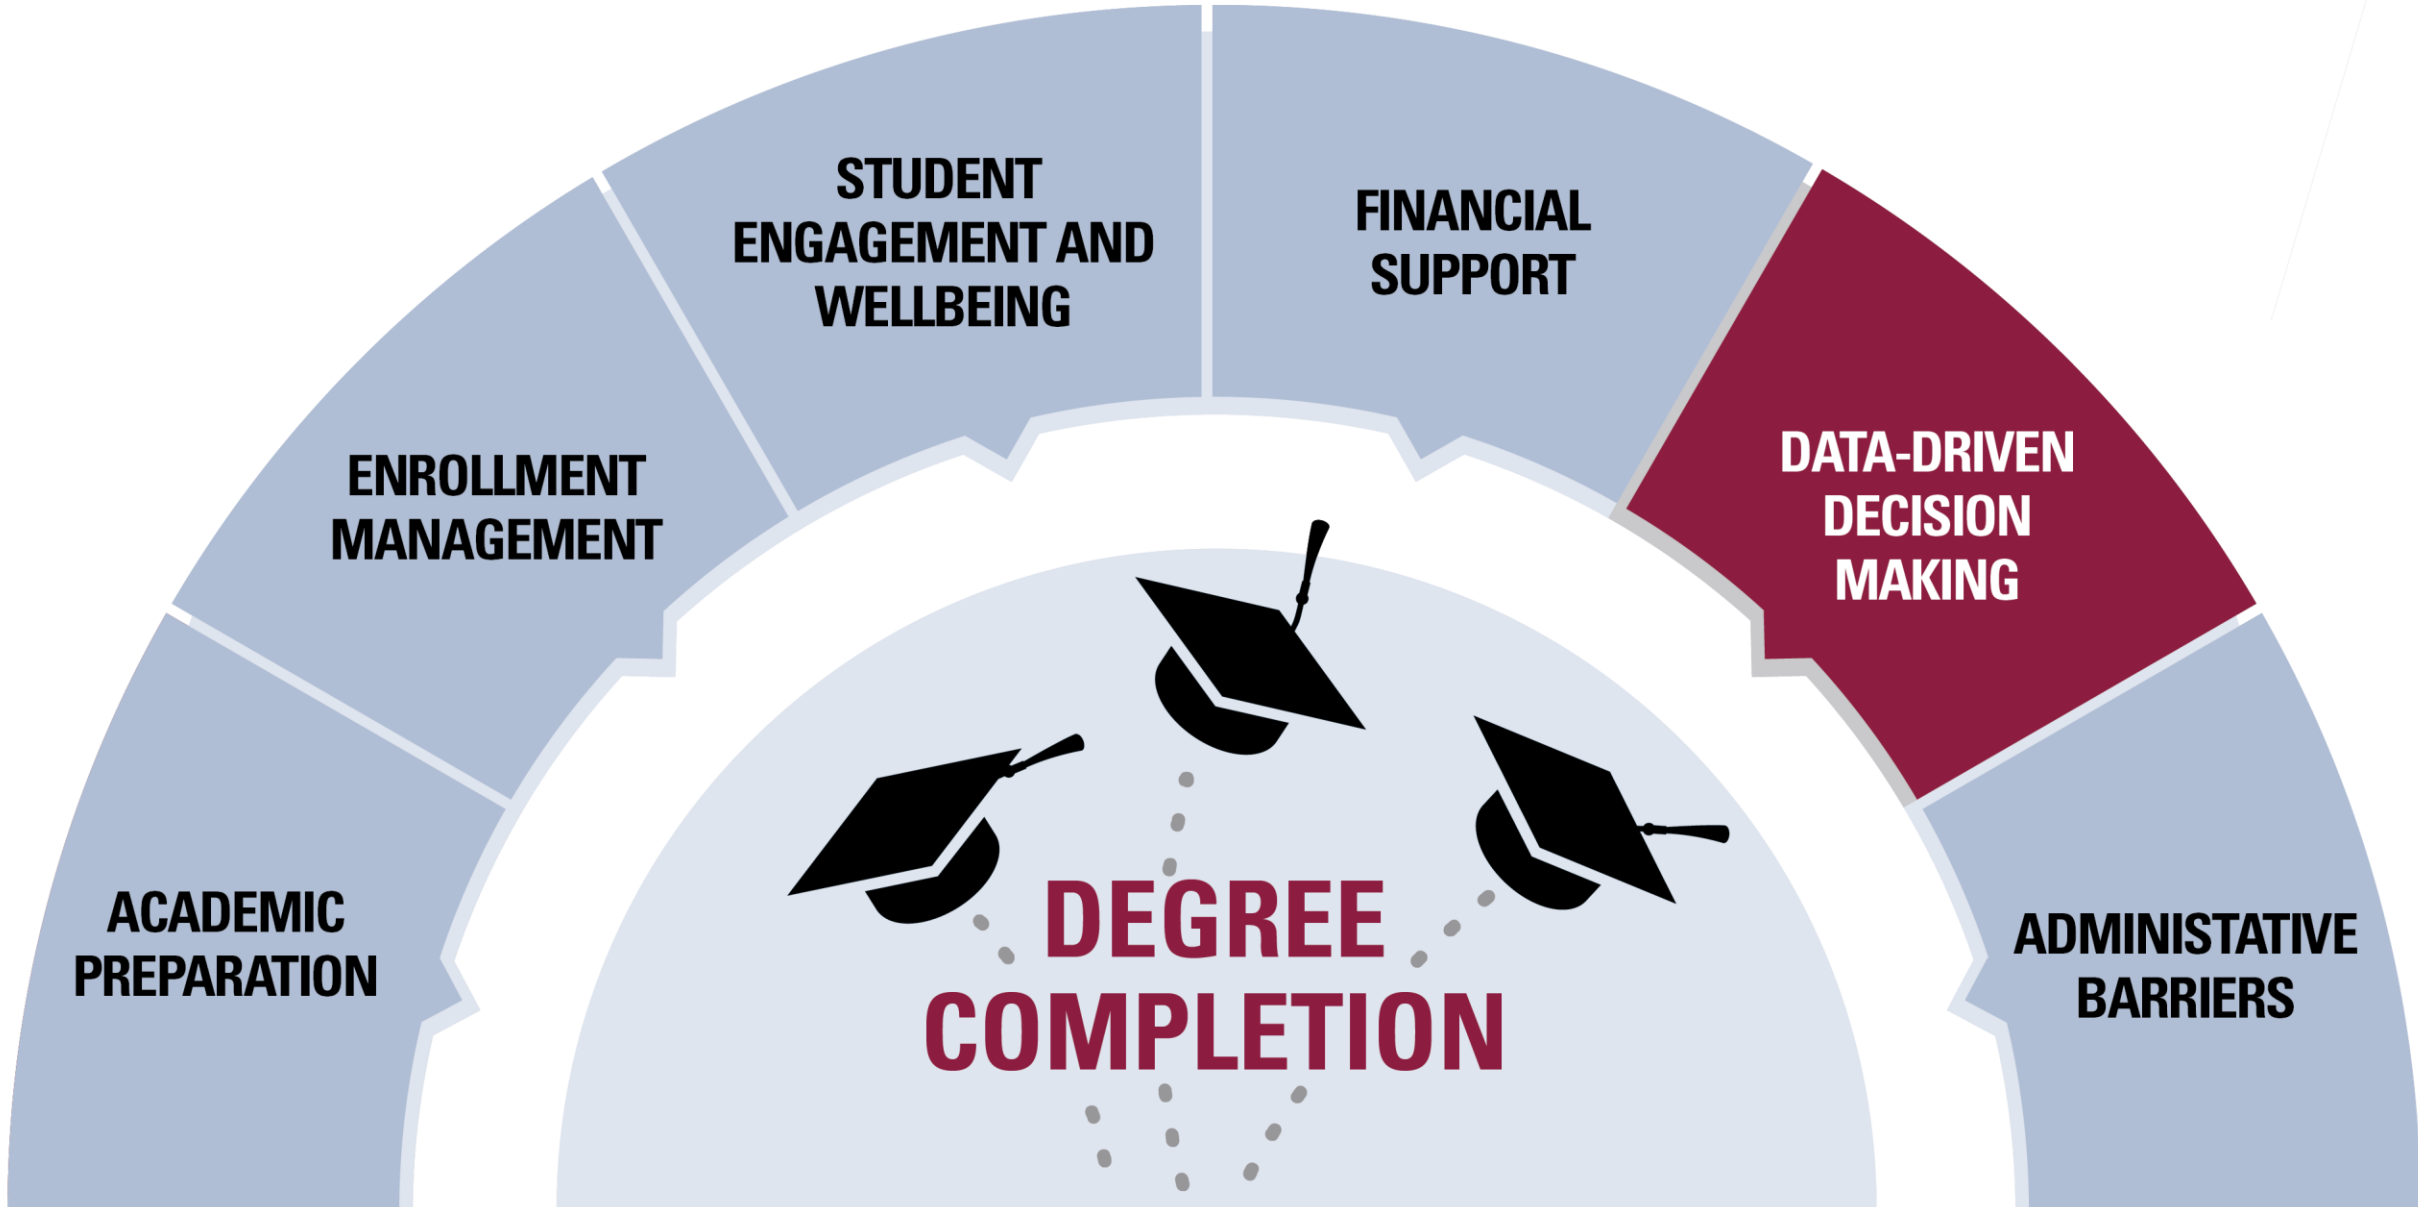 ACADEMIC
PREPARATION
ENROLLMENT
MANAGEMENT
STUDENT
ENGAGEMENT AND
WELLBEING
FINANCIAL
SUPPORT
DATA-DRIVEN
DECISION
MAKING
ADMINISTATIVE
BARRIERS
DEGREE
COMPLETION